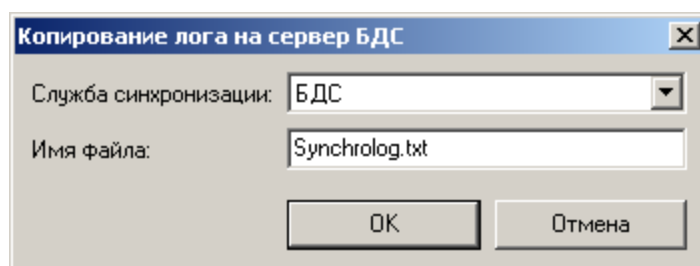 Копирование лога на сервер БДС
Служба синхронизации: БДС
Имя файла: Synchrolog.txt
OK Отмена